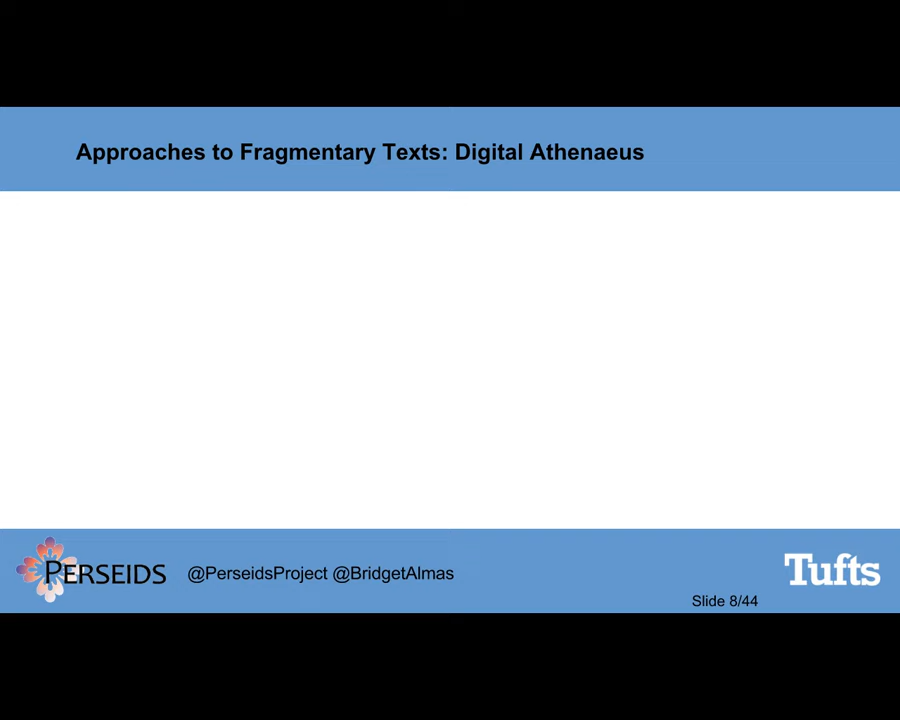 Approaches to Fragmentary Texts: Digital Athenaeus
PERSEIDS
@PerseidsProject @BridgetAlmas
Tufts
Slide 8/44